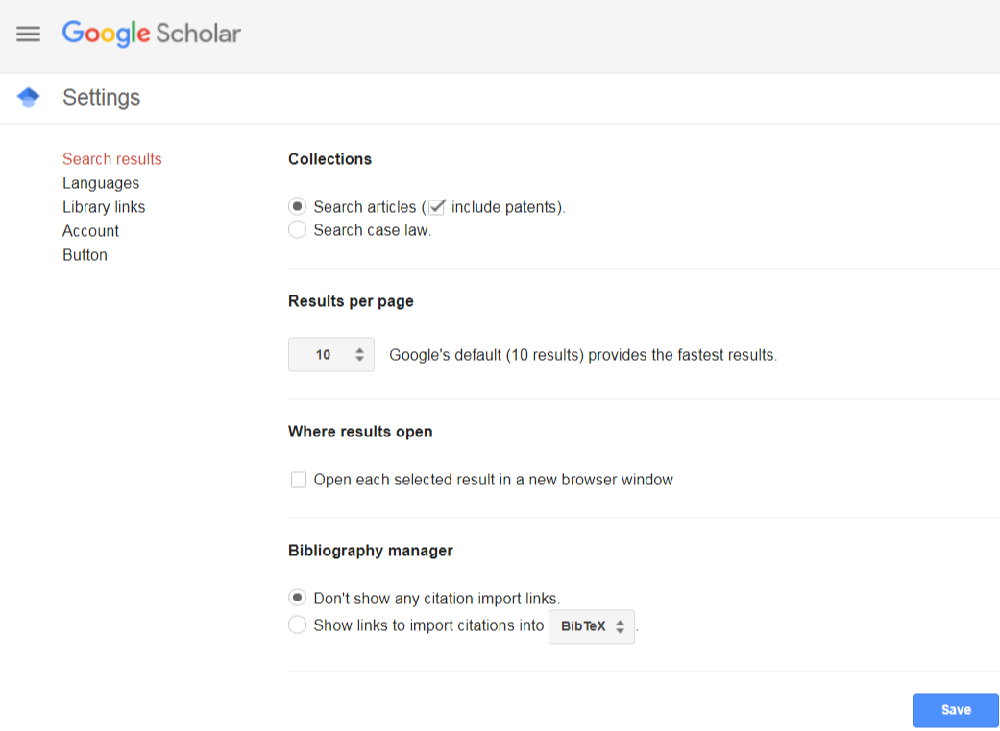 Google Scholar
Settings
Search results
Languages
Library links
Account
Button
Collections
Search articles ( include patents).
Search case law.
Results per page
10 Google's default (10 results) provides the fastest results.
Where results open
Open each selected result in a new browser window
Bibliography manager
Don't show any citation import links.
Show links to import citations into BibTeX .
Save